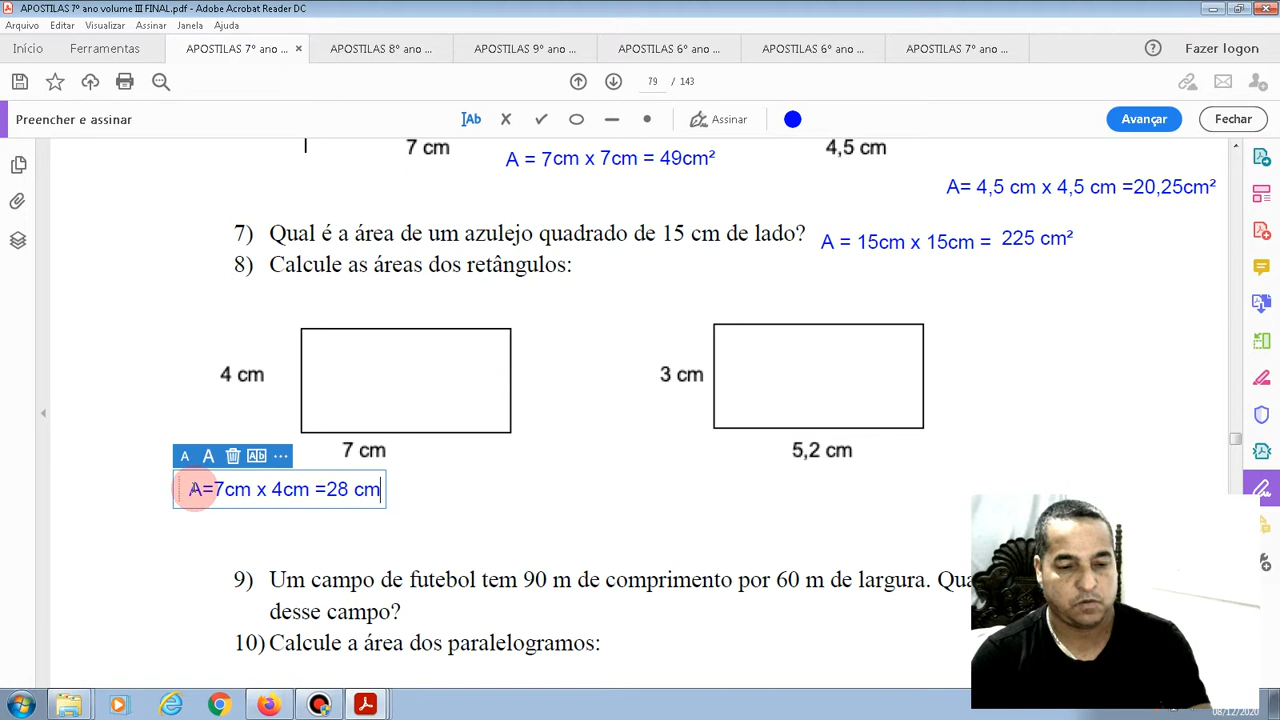 APOSTILAS 7º ano volume III FINAL.pdf - Adobe Acrobat Reader DC
Arquivo Editar Visualizar Assinar Janela Ajuda
Início Ferramentas APOSTILAS 7º ano ... × APOSTILAS 8º ano ... APOSTILAS 9º ano ... APOSTILAS 6º ano ... APOSTILAS 6º ano ... APOSTILAS 7º ano ... Fazer logon
79 / 143
Preencher e assinar IAb Assinar Avançar Fechar
7 cm
4,5 cm
A = 7cm x 7cm = 49cm²
A= 4,5 cm x 4,5 cm =20,25cm²
7) Qual é a área de um azulejo quadrado de 15 cm de lado?
A = 15cm x 15cm = 225 cm²
8) Calcule as áreas dos retângulos:
4 cm
3 cm
7 cm
5,2 cm
A A Ab ...
A=7cm x 4cm =28 cm
9) Um campo de futebol tem 90 m de comprimento por 60 m de largura.
desse campo?
10) Calcule a área dos paralelogramos:
08/12/2020